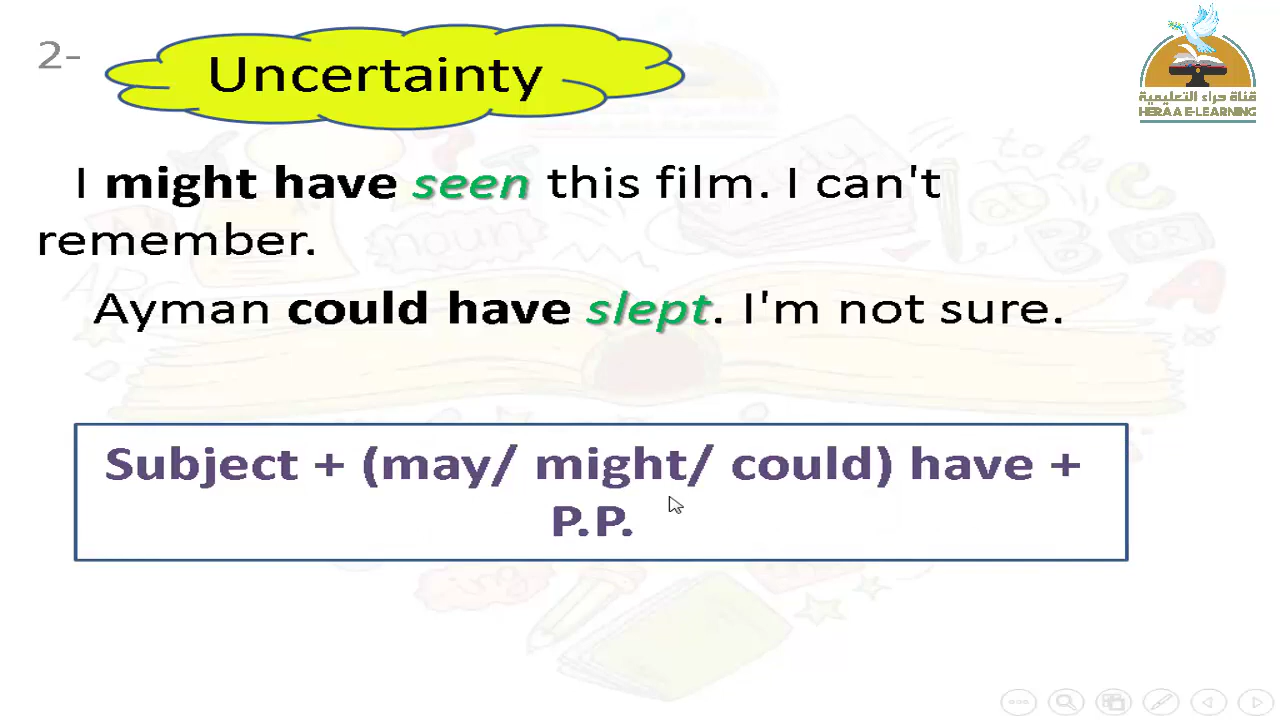 2-
Uncertainty
قناة حراء التعليمية
HERAA E-LEARNING
I might have seen this film. I can't
remember.
Ayman could have slept. I'm not sure.
Subject + (may/ might/ could) have +
P.P.